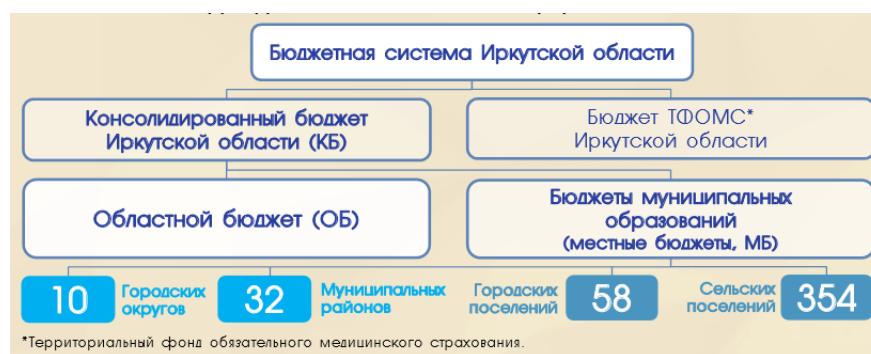 Бюджетная система Иркутской области
Консолидированный бюджет
Иркутской области (КБ)
Бюджет ТФОМС*
Иркутской области
Областной бюджет (ОБ)
Бюджеты муниципальных
образований
(местные бюджеты, МБ)
10
Городских
округов
32
Муниципальных
районов
Городских
поселений
58
Сельских
поселений
354
*Территориальный фонд обязательного медицинского страхования.